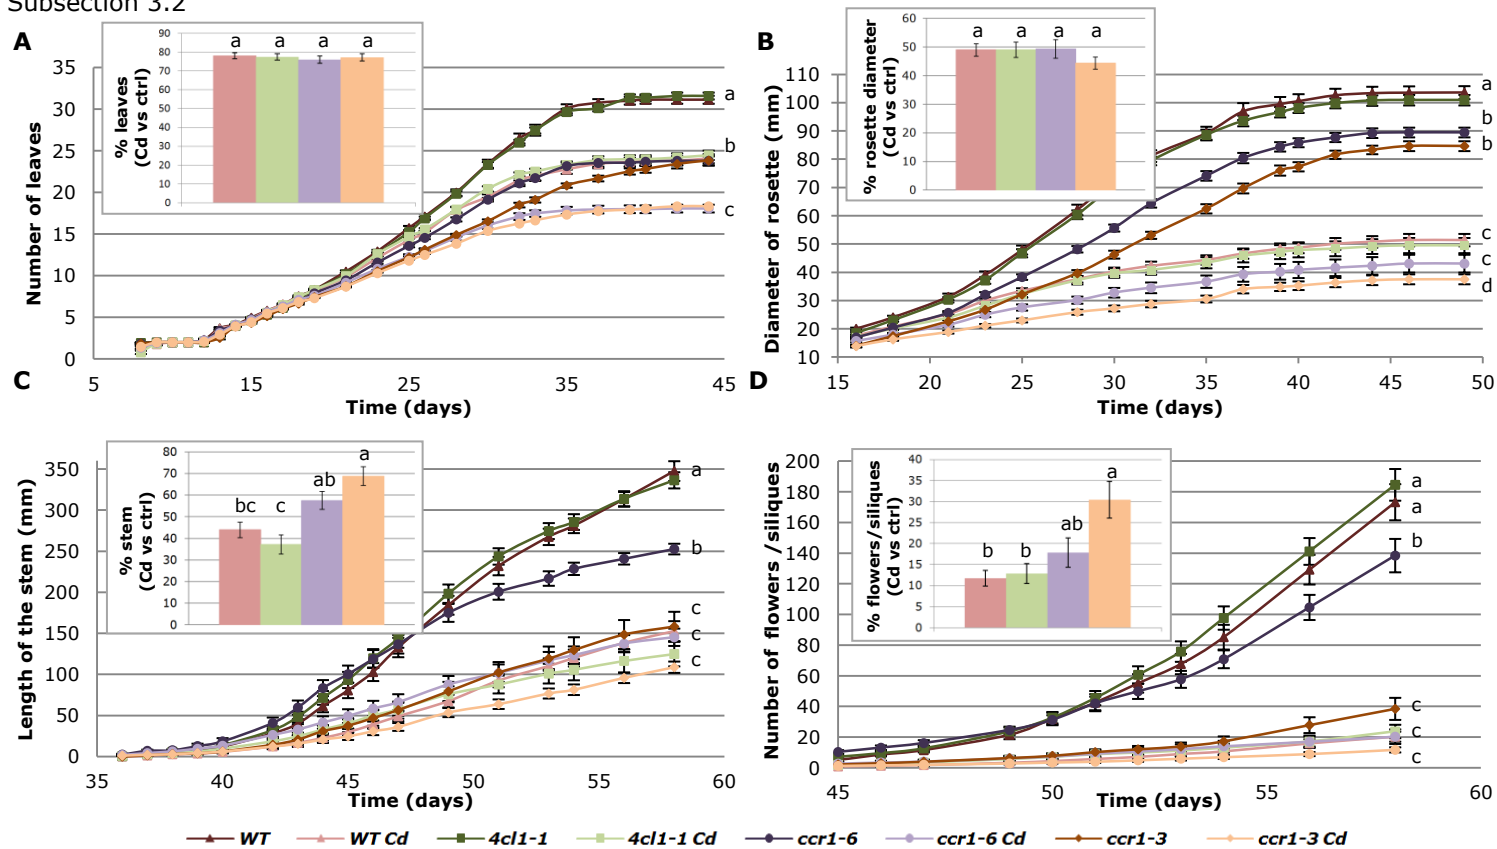 Subsection 3.2
A
% leaves
(Cd vs ctrl)
90
80
70
60
50
40
30
20
10
0
a a a a
Number of leaves
35
30
25
20
15
10
5
0
a
b
c
5 15 25 35 45
Time (days)
B
% rosette diameter
(Cd vs ctrl)
60
50
40
30
20
10
0
a a a a
Diameter of rosette (mm)
110
100
90
80
70
60
50
40
30
20
10
a
b
b
c
c
d
15 20 25 30 35 40 45 50
Time (days)
C
% stem
(Cd vs ctrl)
80
70
60
50
40
30
20
10
0
bc c ab a
Length of the stem (mm)
350
300
250
200
150
100
50
0
a
b
c
c
c
35 40 45 50 55 60
Time (days)
D
% flowers/siliques
(Cd vs ctrl)
40
35
30
25
20
15
10
5
0
b b ab a
Number of flowers /siliques
200
180
160
140
120
100
80
60
40
20
0
a
a
b
c
c
c
45 50 55 60
Time (days)
WT WT Cd 4cl1-1 4cl1-1 Cd ccr1-6 ccr1-6 Cd ccr1-3 ccr1-3 Cd